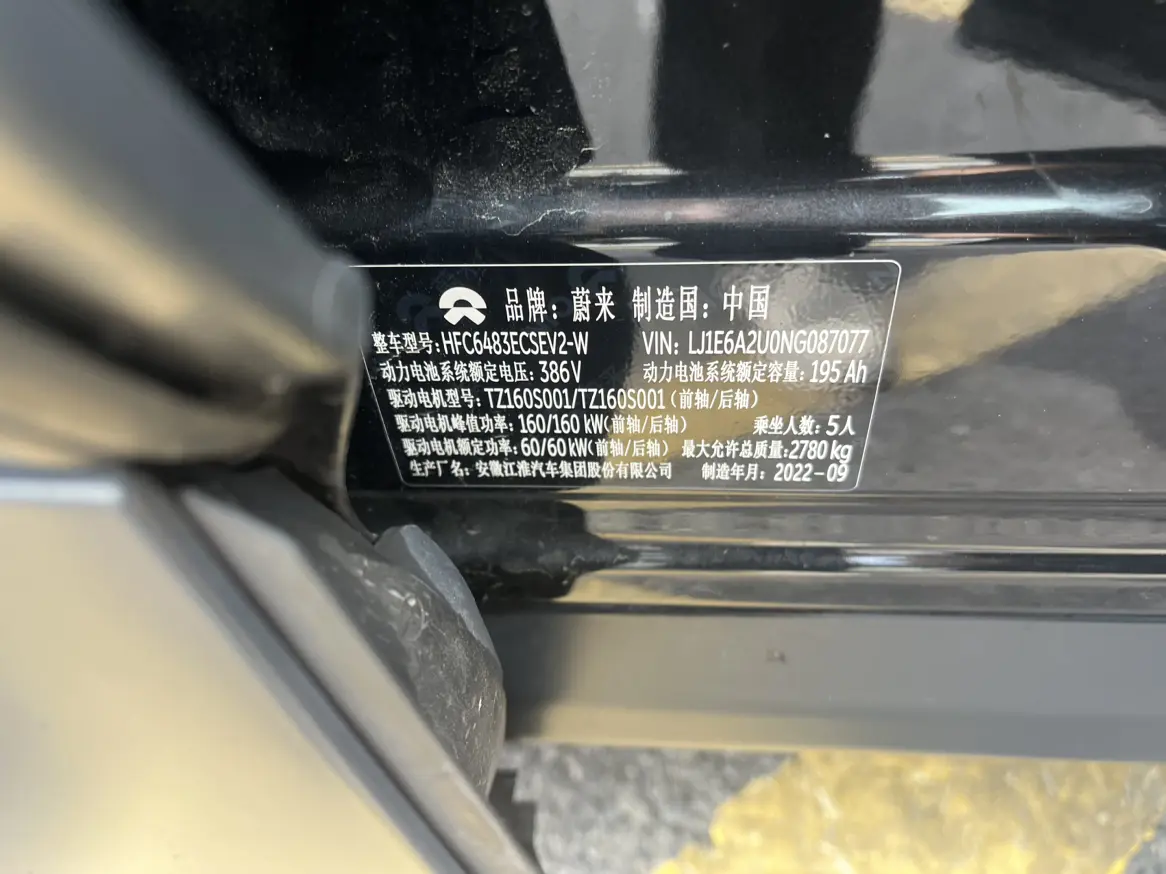 品牌：蔚来 制造国：中国
整车型号：HFC6483ECSEV2-W VIN：LJ1E6A2U0NG087077
动力电池系统额定电压：386V 动力电池系统额定容量：195Ah
驱动电机型号：TZ160S001/TZ160S001（前轴/后轴）
驱动电机峰值功率：160/160 kW(前轴/后轴) 乘坐人数：5人
驱动电机额定功率：60/60 kW(前轴/后轴) 最大允许总质量：2780 kg
生产厂名：安徽江淮汽车集团股份有限公司 制造年月：2022-09